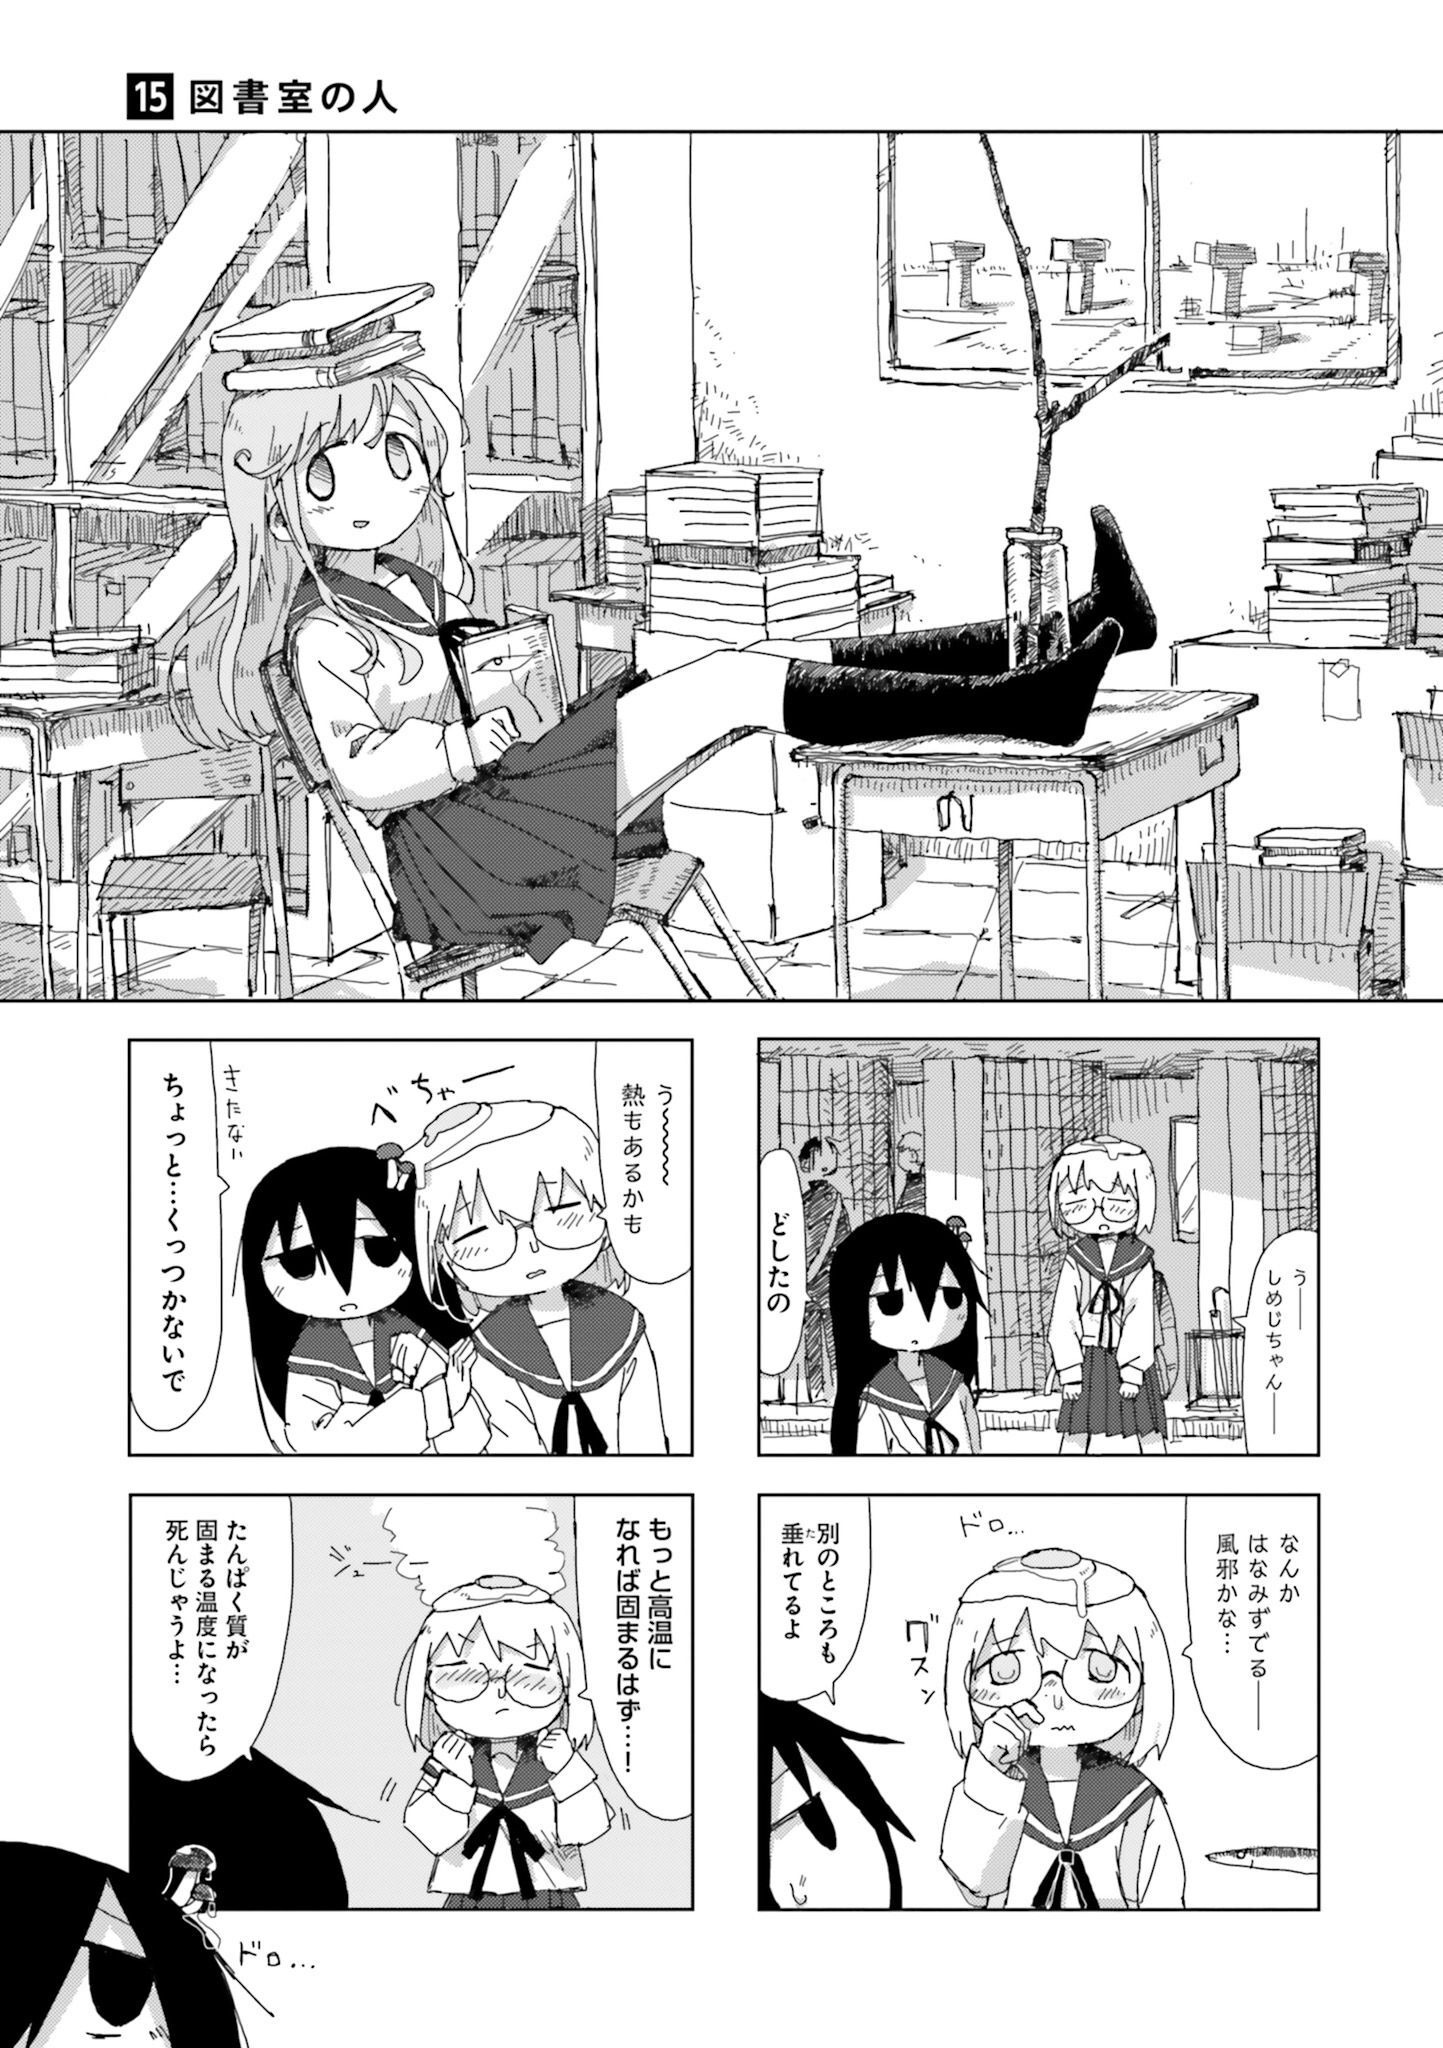 15 図書室の人
うーー
しめじちゃんーー
どしたの
う〜〜〜
熱もあるかも
べちゃー
きたない
ちょっと…くっつかないで
なんか
はなみずでるー
風邪かな…
ドロ…
グスン
別のところも
垂れてるよ
た
もっと高温に
なれば固まるはず…！
ジュー
たんぱく質が
固まる温度になったら
死んじゃうよ…
ドロ…